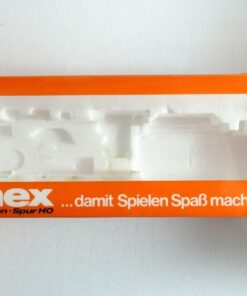 nex
n - Spur HO
...damit Spielen Spaß mach